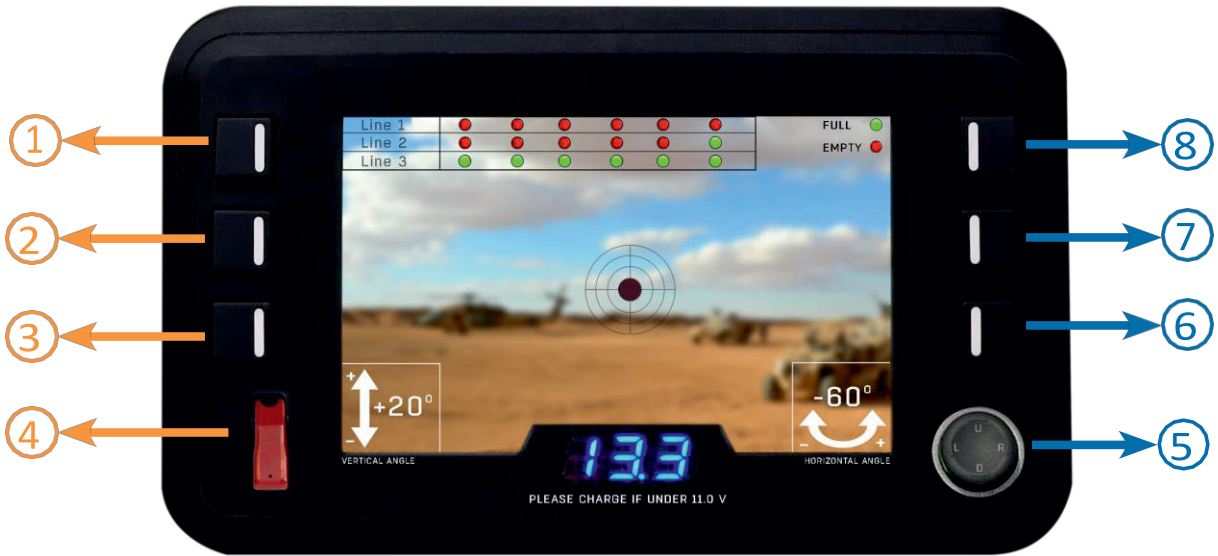 1
2
3
4
5
6
7
8
Line 1
Line 2
Line 3
FULL
EMPTY
+
+20°
-
-60°
- +
VERTICAL ANGLE
HORIZONTAL ANGLE
13.3
PLEASE CHARGE IF UNDER 11.0 V
U
L R
D